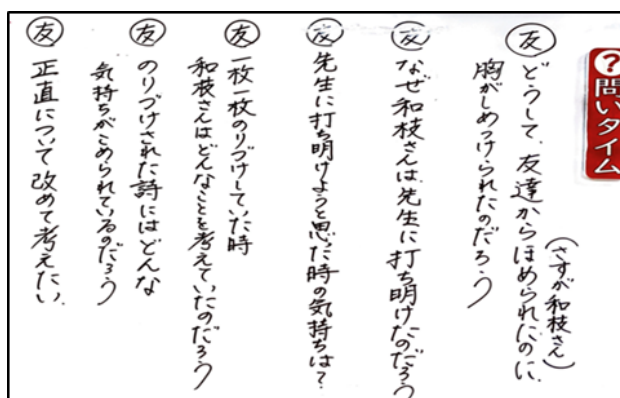 ?問いタイム
友 どうして、友達からほめられたのに、
(さすが和枝さん)
胸がしめつけられたのだろう
友 なぜ和枝さんは、先生に打ち明けたのだろう
友 先生に打ち明けようと思った時の気持ちは?
友 一枚一枚のりづけしていた時
和枝さんはどんなことを考えていたのだろう
友 のりづけされた詩にはどんな
気持ちがこめられているのだろう
友 正直について改めて考えたい。